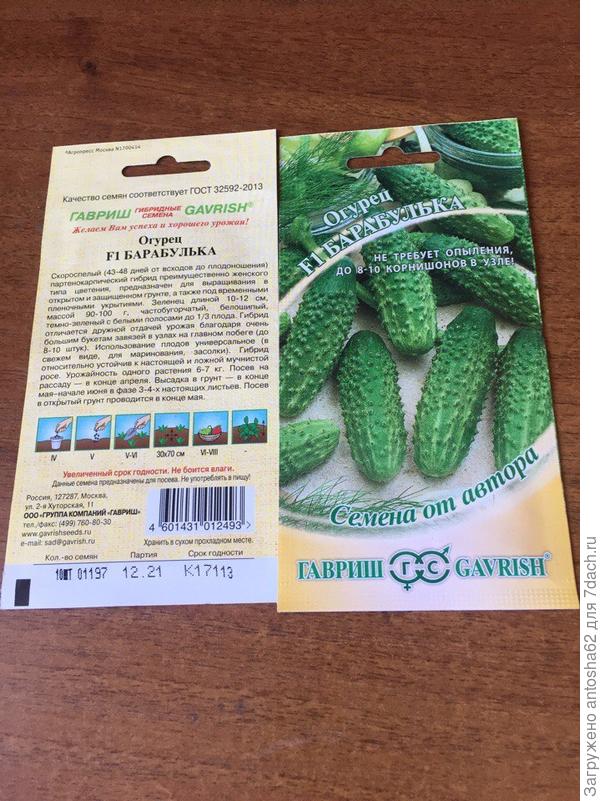 *Агропресс Москва N1700414
Качество семян соответствует ГОСТ 32592-2013
ГАВРИШ ГИБРИДНЫЕ СЕМЕНА GAVRISH®
Желаем Вам успеха и хорошего урожая!
Огурец
F1 БАРАБУЛЬКА
Скороспелый (43-48 дней от всходов до плодоношения)
партенокарпический гибрид преимущественно женского
типа цветения, предназначен для выращивания в
открытом и защищенном грунте, а также под временными
пленочными укрытиями. Зеленец длиной 10-12 см,
массой 90-100 г, частобугорчатый, белошипый,
темно-зеленый с белыми полосами до 1/3 плода. Гибрид
отличается дружной отдачей урожая благодаря очень
большим букетам завязей в узлах на главном побеге (до
8-10 штук). Использование плодов универсальное (в
свежем виде, для маринования, засолки). Гибрид
относительно устойчив к настоящей и ложной мучнистой
росе. Урожайность одного растения 6-7 кг. Посев на
рассаду — в конце апреля. Высадка в грунт — в конце
мая–начале июня в фазе 3-4-х настоящих листьев. Посев
в открытый грунт проводится в конце мая.
IV V V-VI 30х70 см VI-VIII -
Увеличенный срок годности. Не боится влаги.
Данные семена предназначены для посева. Не употреблять в пищу!
Россия, 127287, Москва,
ул. 2-я Хуторская, 11
ООО «ГРУППА КОМПАНИЙ «ГАВРИШ»
тел./факс: (499) 760-80-30
www.gavrishseeds.ru
e-mail: sad@gavrish.ru
4 601431 012493 >
Хранить в сухом прохладном месте.
Кол.-во семян Партия Срок годности
10ШТ 01197 12.21 К17113
Огурец
F1 БАРАБУЛЬКА
НЕ ТРЕБУЕТ ОПЫЛЕНИЯ,
ДО 8-10 КОРНИШОНОВ В УЗЛЕ!
Семена от автора
ГАВРИШ Г С GAVRISH®
Загружено antosha62 для 7dach.ru